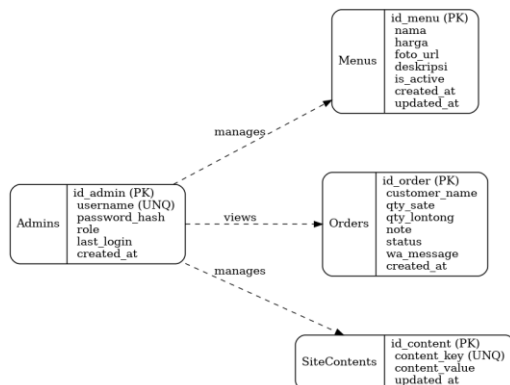 Menus
id_menu (PK)
nama
harga
foto_url
deskripsi
is_active
created_at
updated_at
manages
Admins
id_admin (PK)
username (UNQ)
password_hash
role
last_login
created_at
views
Orders
id_order (PK)
customer_name
qty_sate
qty_lontong
note
status
wa_message
created_at
manages
SiteContents
id_content (PK)
content_key (UNQ)
content_value
updated_at